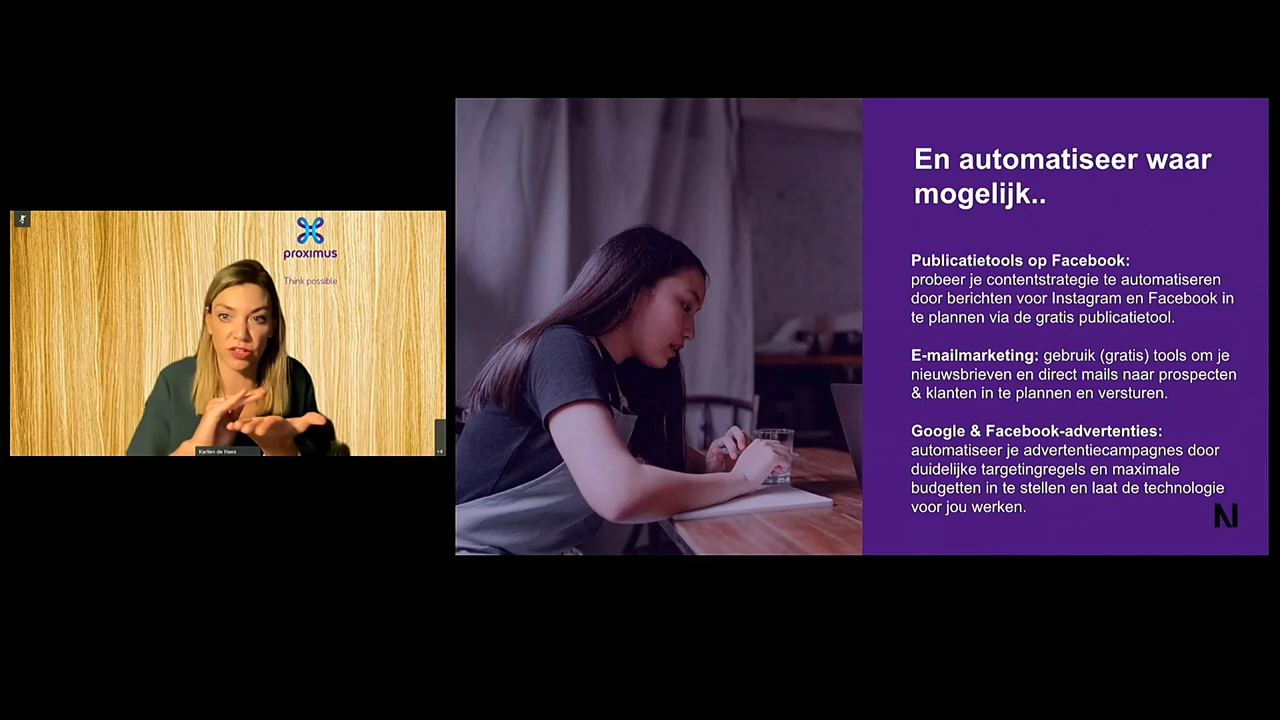 proximus
Think possible
Karlien de Haes
+4
En automatiseer waar
mogelijk..
Publicatietools op Facebook:
probeer je contentstrategie te automatiseren
door berichten voor Instagram en Facebook in
te plannen via de gratis publicatietool.
E-mailmarketing: gebruik (gratis) tools om je
nieuwsbrieven en direct mails naar prospecten
& klanten in te plannen en versturen.
Google & Facebook-advertenties:
automatiseer je advertentiecampagnes door
duidelijke targetingregels en maximale
budgetten in te stellen en laat de technologie
voor jou werken.
N